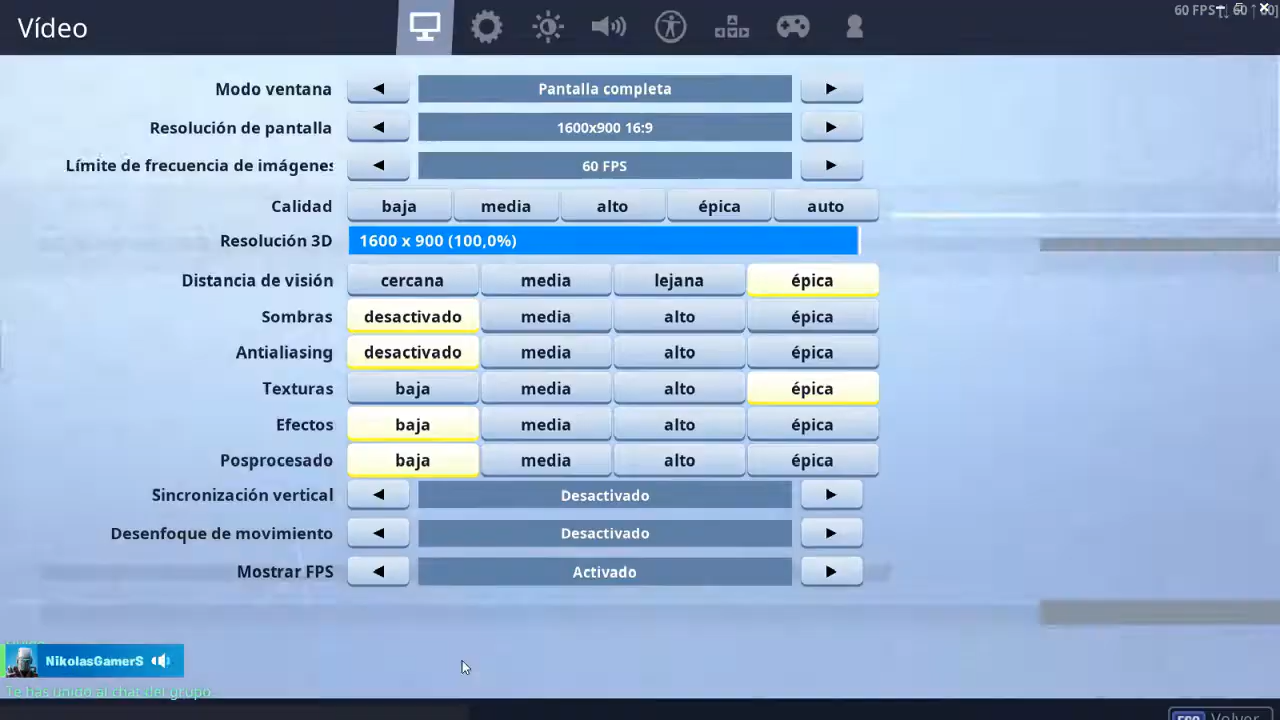 Vídeo
60 FPS [↓ 60 ↑ 60]
Modo ventana ◄ Pantalla completa ►
Resolución de pantalla ◄ 1600x900 16:9 ►
Límite de frecuencia de imágenes ◄ 60 FPS ►
Calidad baja media alto épica auto
Resolución 3D 1600 x 900 (100,0%)
Distancia de visión cercana media lejana épica
Sombras desactivado media alto épica
Antialiasing desactivado media alto épica
Texturas baja media alto épica
Efectos baja media alto épica
Posprocesado baja media alto épica
Sincronización vertical ◄ Desactivado ►
Desenfoque de movimiento ◄ Desactivado ►
Mostrar FPS ◄ Activado ►
NikolasGamerS
Te has unido al chat del grupo.
ESC Volver